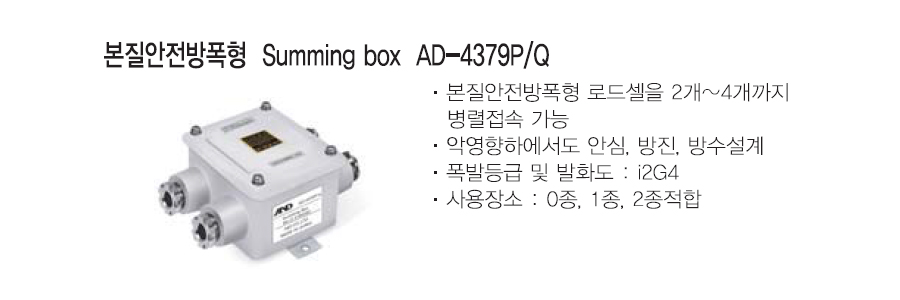 본질안전방폭형 Summing box AD-4379P/Q
· 본질안전방폭형 로드셀을 2개~4개까지
병렬접속 가능
· 악영향하에서도 안심, 방진, 방수설계
· 폭발등급 및 발화도 : i2G4
· 사용장소 : 0종, 1종, 2종적합
AND